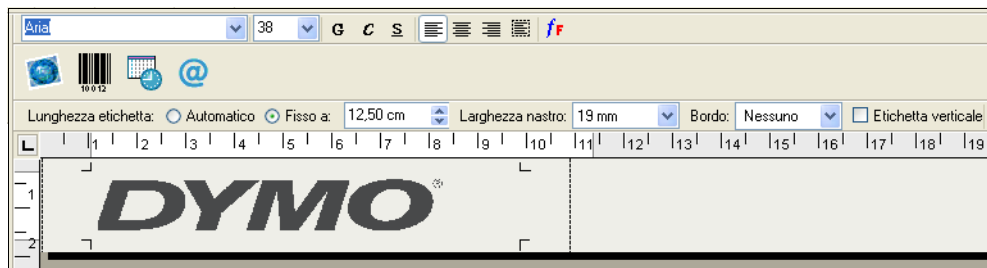 Arial 38 G C S fF
10012 @
Lunghezza etichetta: Automatico Fisso a: 12,50 cm Larghezza nastro: 19 mm Bordo: Nessuno Etichetta verticale
L 1 2 3 4 5 6 7 8 9 10 11 12 13 14 15 16 17 18 19
1
DYMO®
2